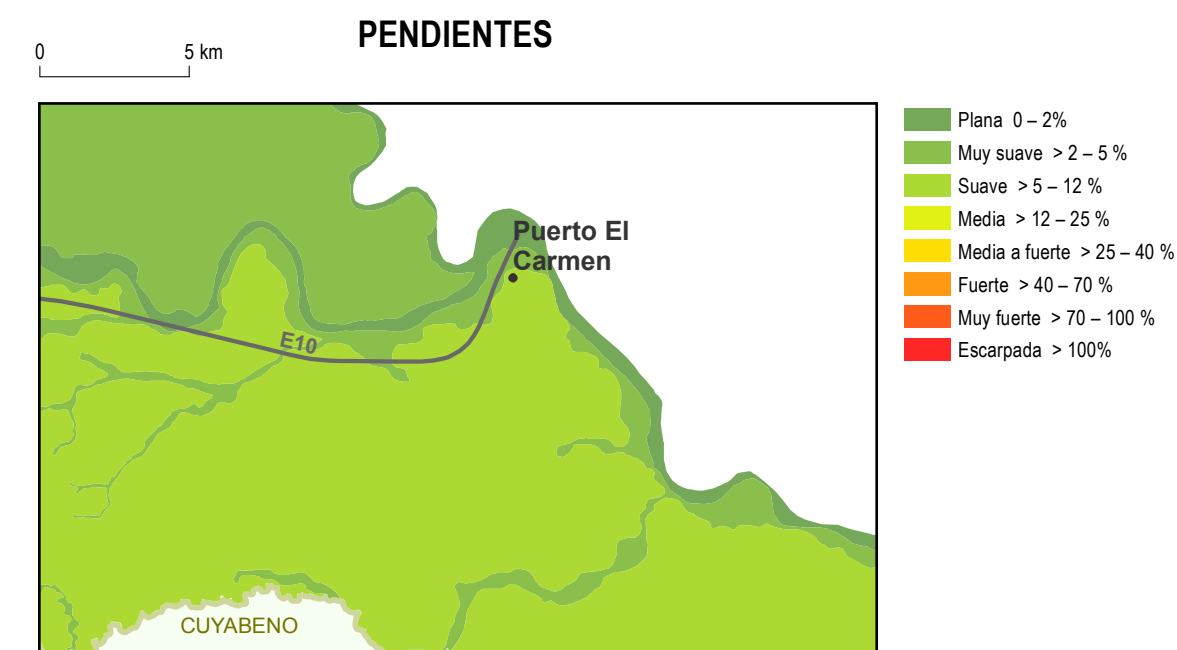 PENDIENTES
0 5 km
Plana 0 – 2%
Muy suave > 2 – 5 %
Suave > 5 – 12 %
Media > 12 – 25 %
Media a fuerte > 25 – 40 %
Fuerte > 40 – 70 %
Muy fuerte > 70 – 100 %
Escarpada > 100%
Puerto El
Carmen
E10
CUYABENO